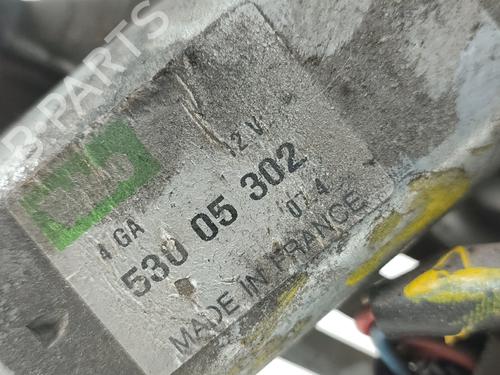 B-PARTS
4 GA
12 V.
530 05 302
07 4
MADE IN FRANCE